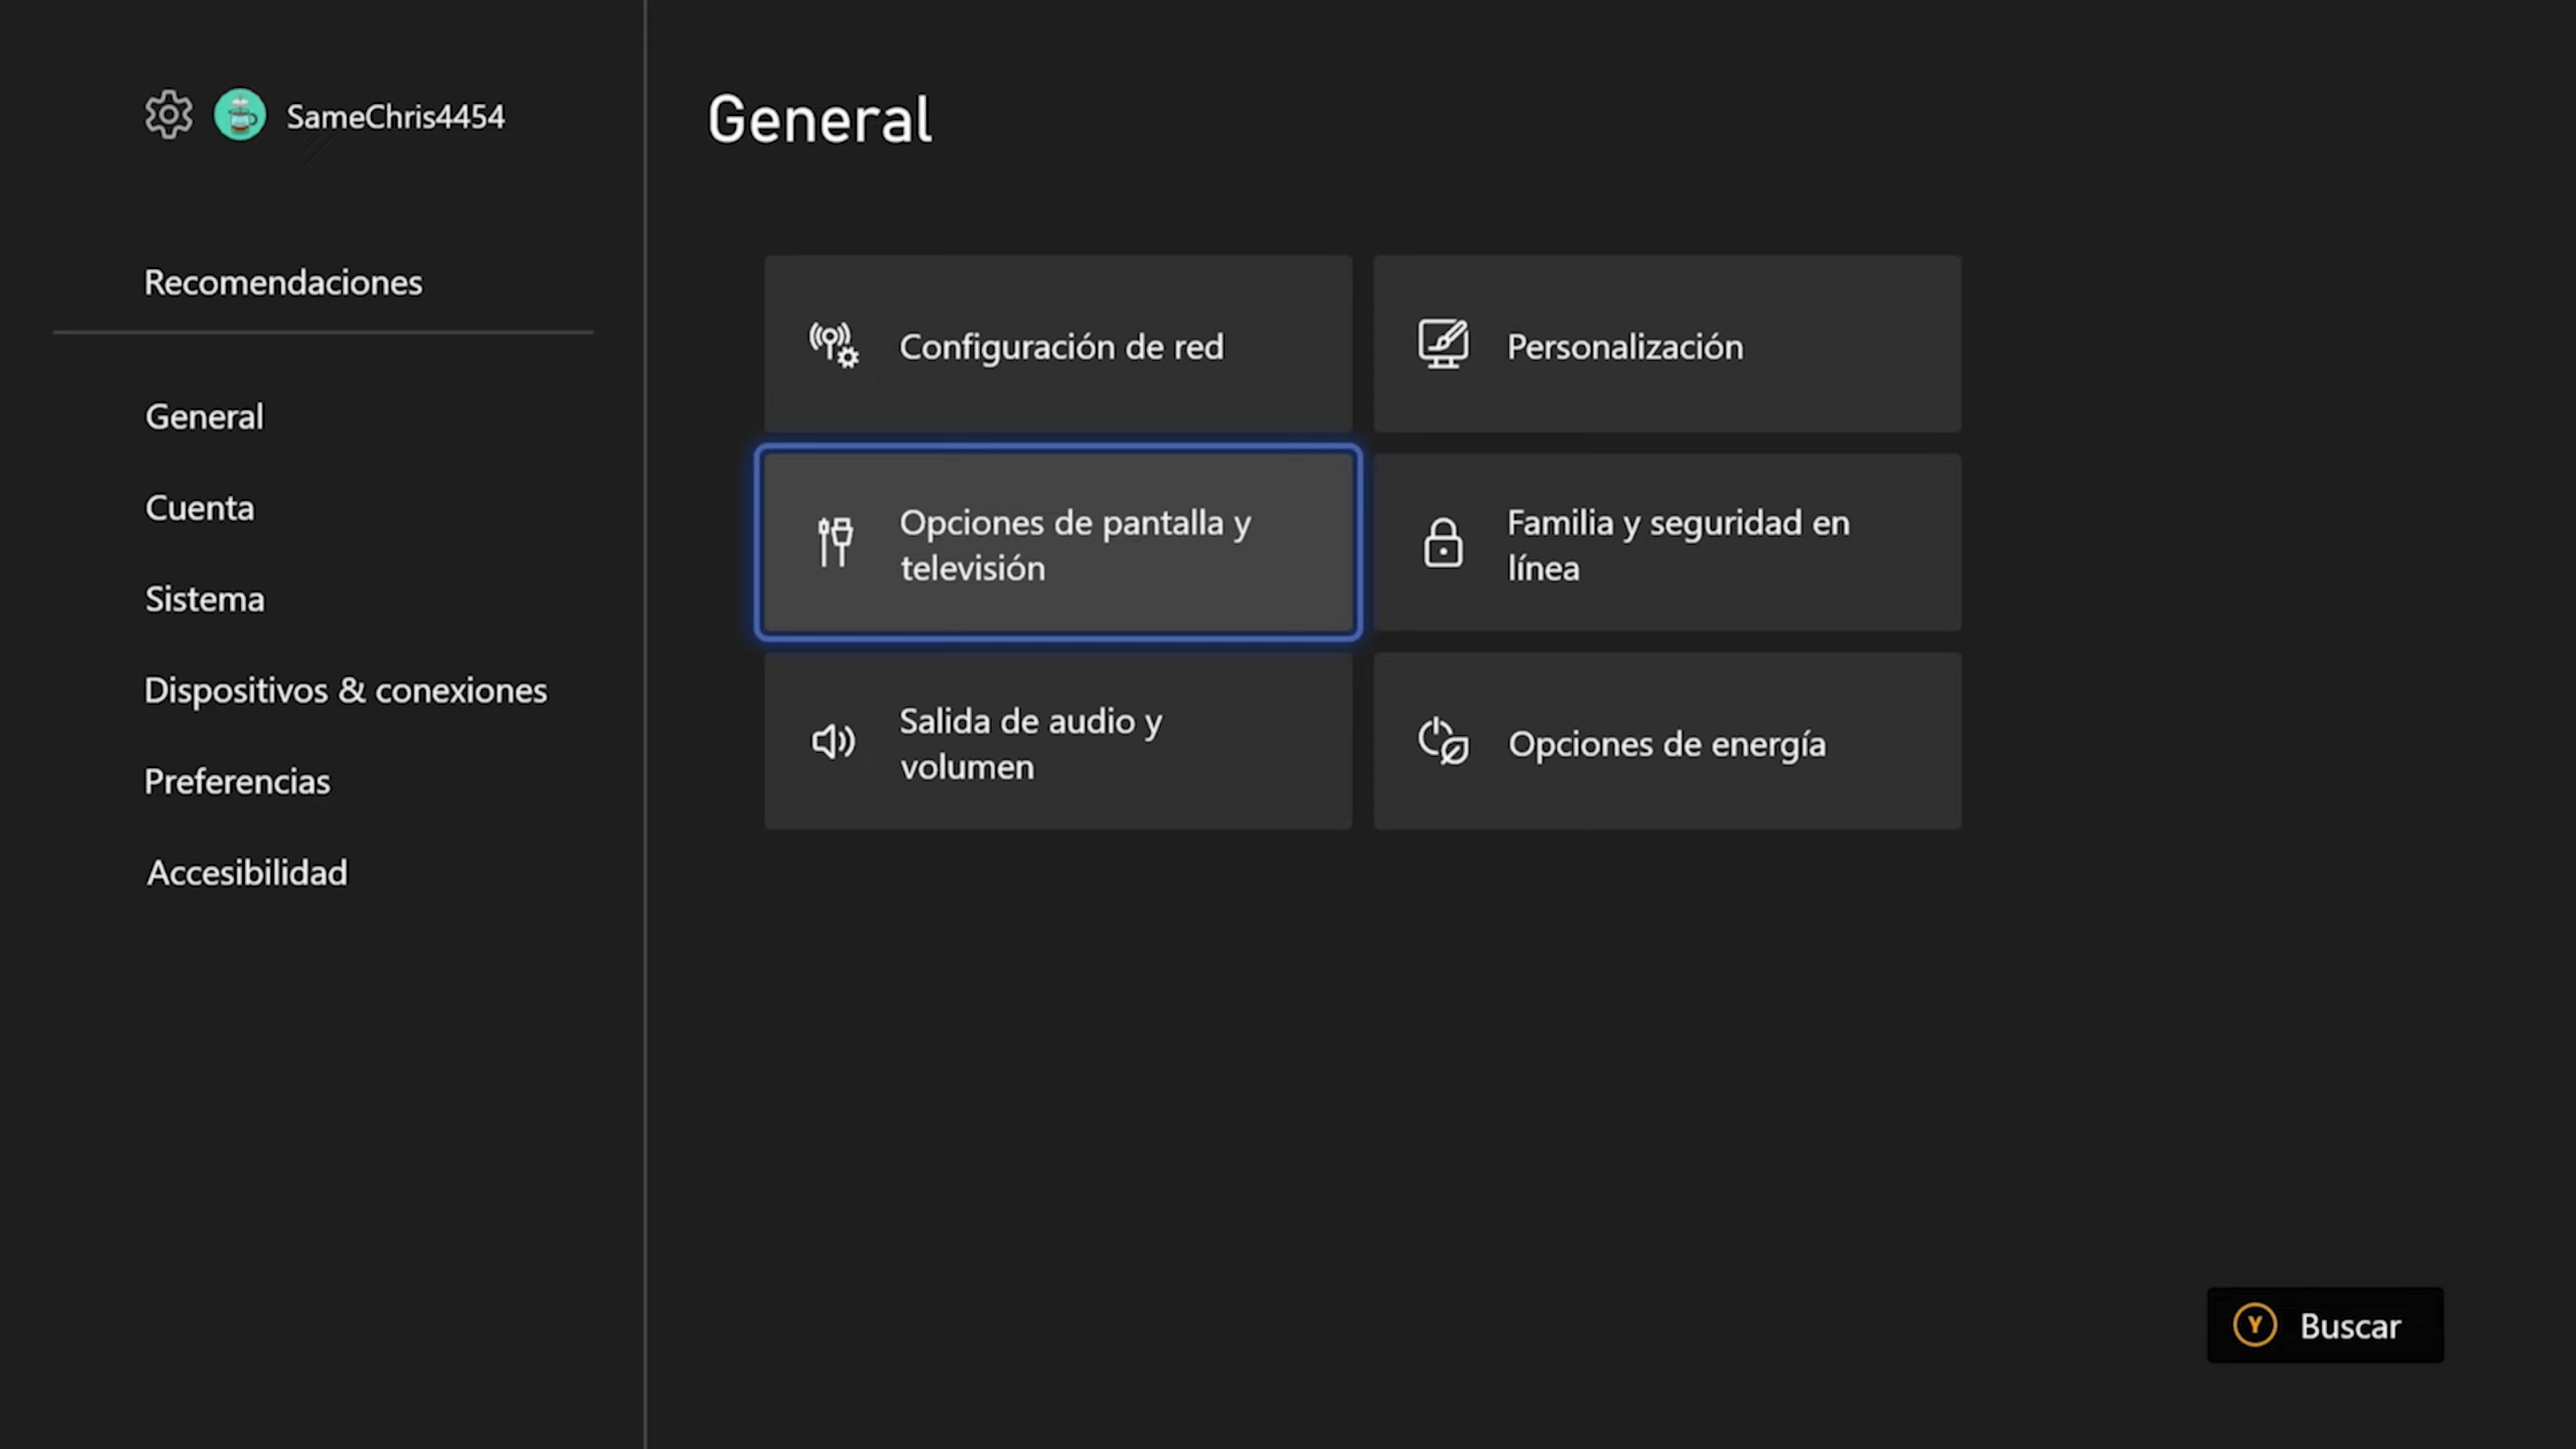 SameChris4454
Recomendaciones
General
Cuenta
Sistema
Dispositivos & conexiones
Preferencias
Accesibilidad
General
Configuración de red
Personalización
Opciones de pantalla y
televisión
Familia y seguridad en
línea
Salida de audio y
volumen
Opciones de energía
Y Buscar